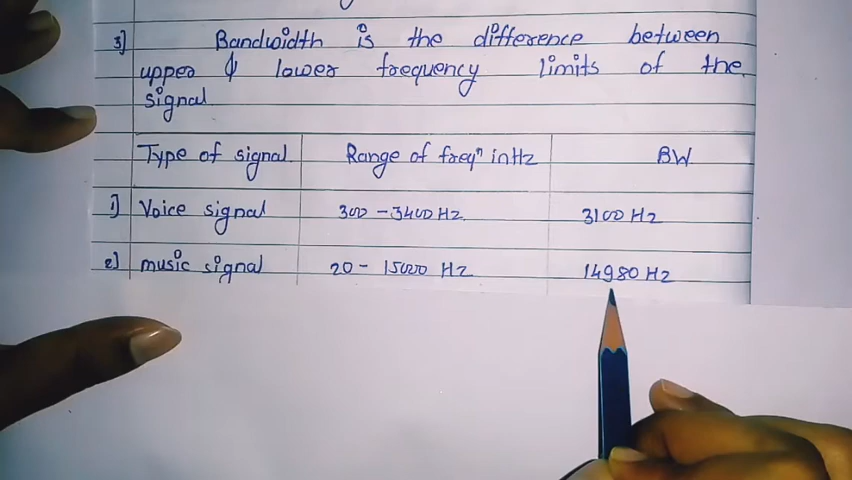 3] Bandwidth is the difference between
upper & lower frequency limits of the
signal
Type of signal Range of freqⁿ in Hz BW
1) Voice signal 300 - 3400 Hz 3100 Hz
2) music signal 20 - 15000 Hz 14980 Hz